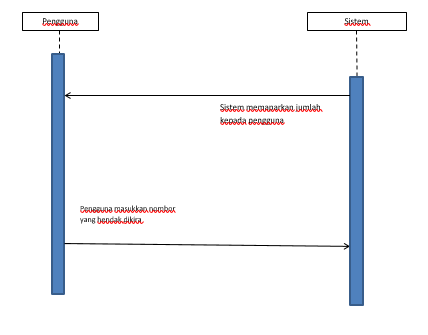 Pengguna
Sistem
Sistem memaparkan jumlah
kepada pengguna
Pengguna masukkan nombor
yang hendak dikira